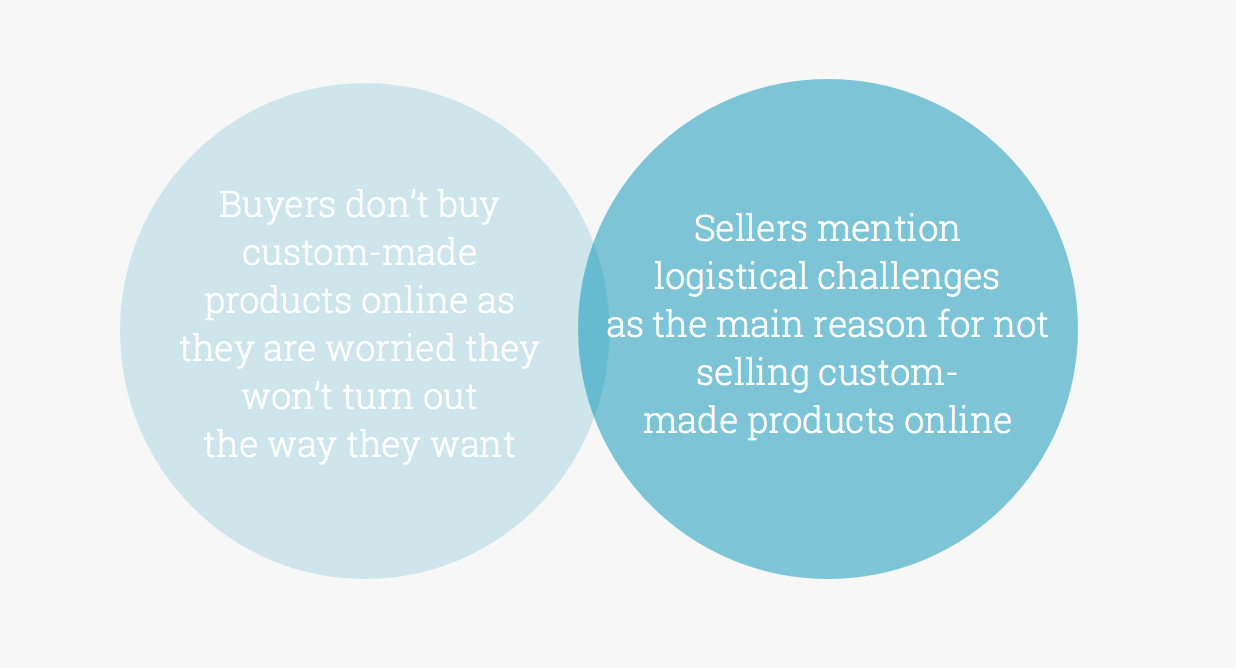 Buyers don’t buy
custom-made
products online as
they are worried they
won’t turn out
the way they want
Sellers mention
logistical challenges
as the main reason for not
selling custom-
made products online